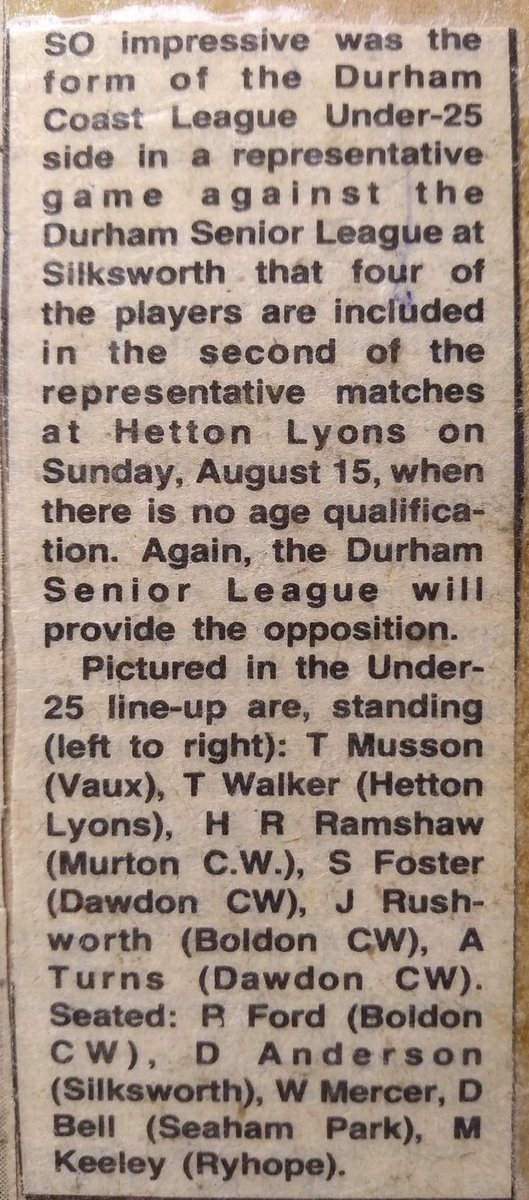 SO impressive was the
form of the Durham
Coast League Under-25
side in a representative
game against the
Durham Senior League at
Silksworth that four of
the players are included
in the second of the
representative matches
at Hetton Lyons on
Sunday, August 15, when
there is no age qualifica-
tion. Again, the Durham
Senior League will
provide the opposition.
Pictured in the Under-
25 line-up are, standing
(left to right): T Musson
(Vaux), T Walker (Hetton
Lyons), H R Ramshaw
(Murton C.W.), S Foster
(Dawdon CW), J Rush-
worth (Boldon CW), A
Turns (Dawdon CW).
Seated: R Ford (Boldon
CW), D Anderson
(Silksworth), W Mercer, D
Bell (Seaham Park), M
Keeley (Ryhope).